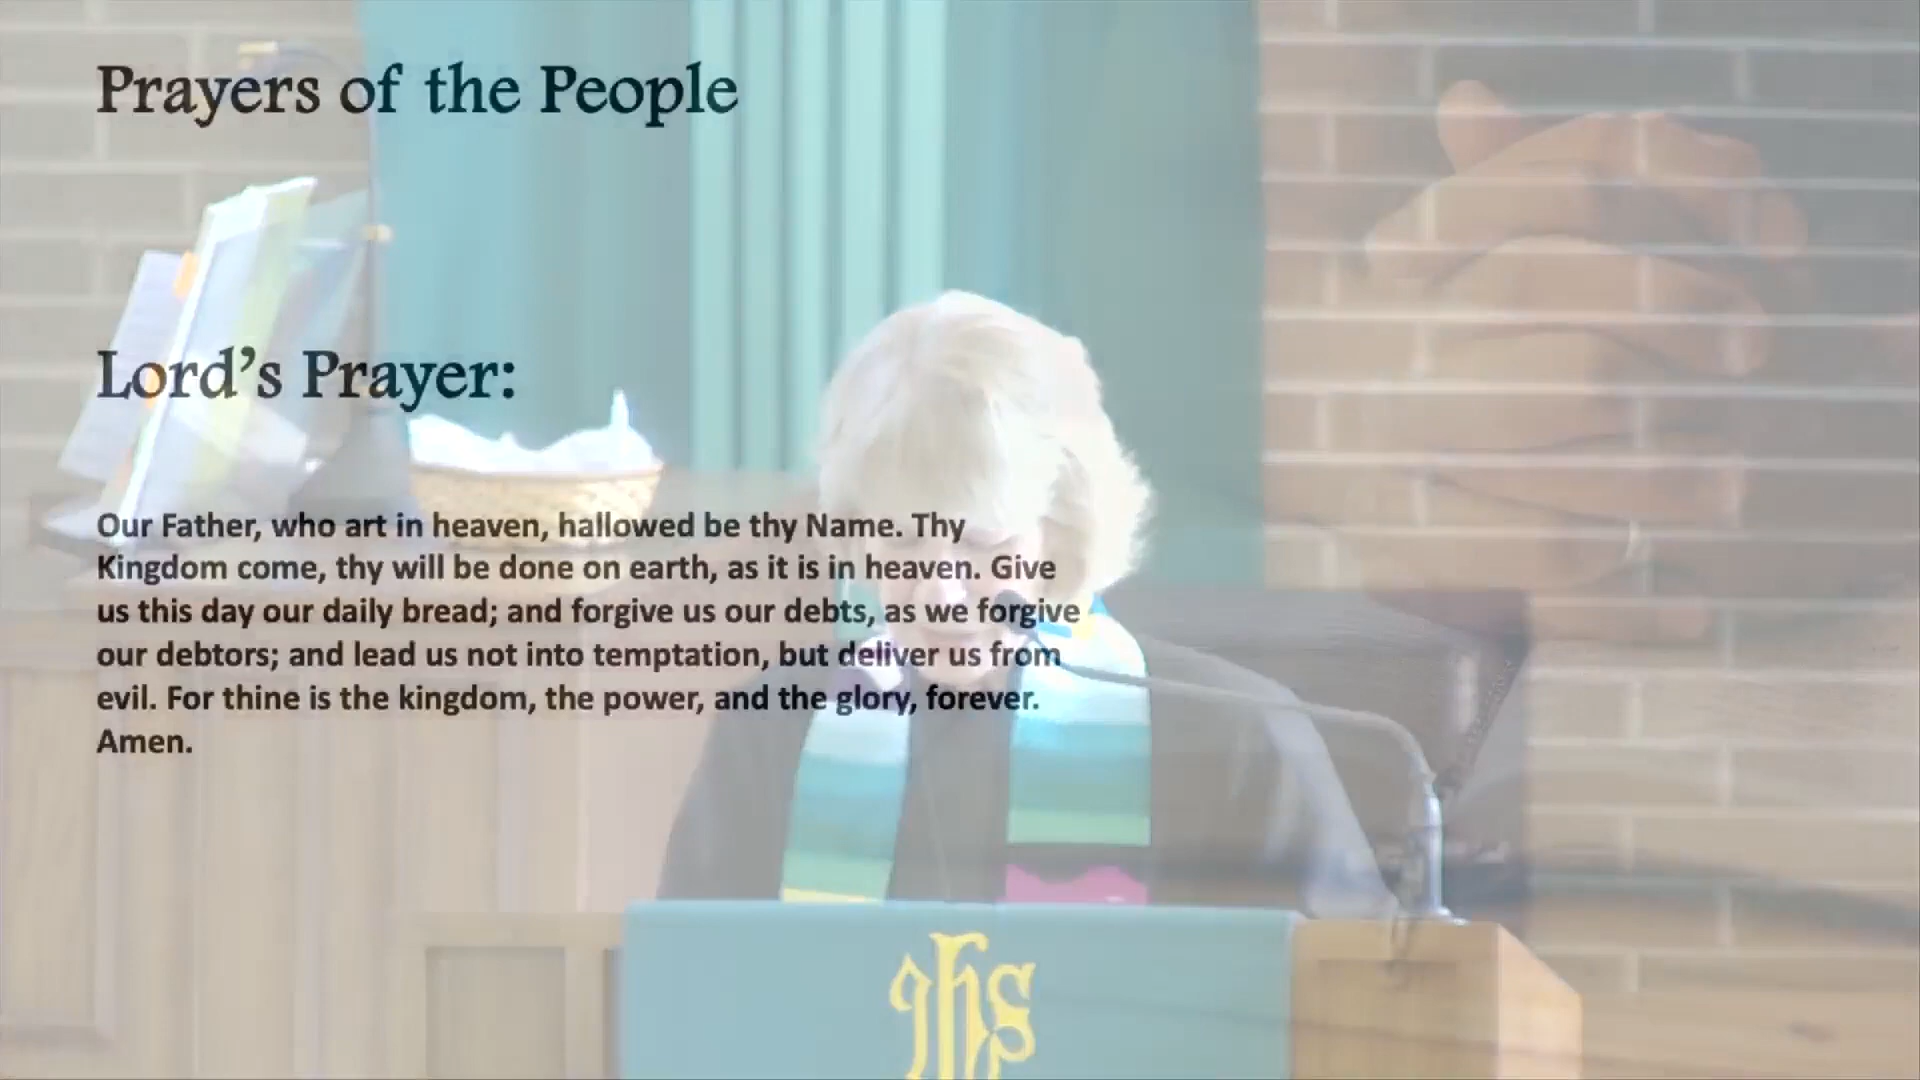 Prayers of the People
Lord's Prayer:
Our Father, who art in heaven, hallowed be thy Name. Thy
Kingdom come, thy will be done on earth, as it is in heaven. Give
us this day our daily bread; and forgive us our debts, as we forgive
our debtors; and lead us not into temptation, but deliver us from
evil. For thine is the kingdom, the power, and the glory, forever.
Amen.
IHS